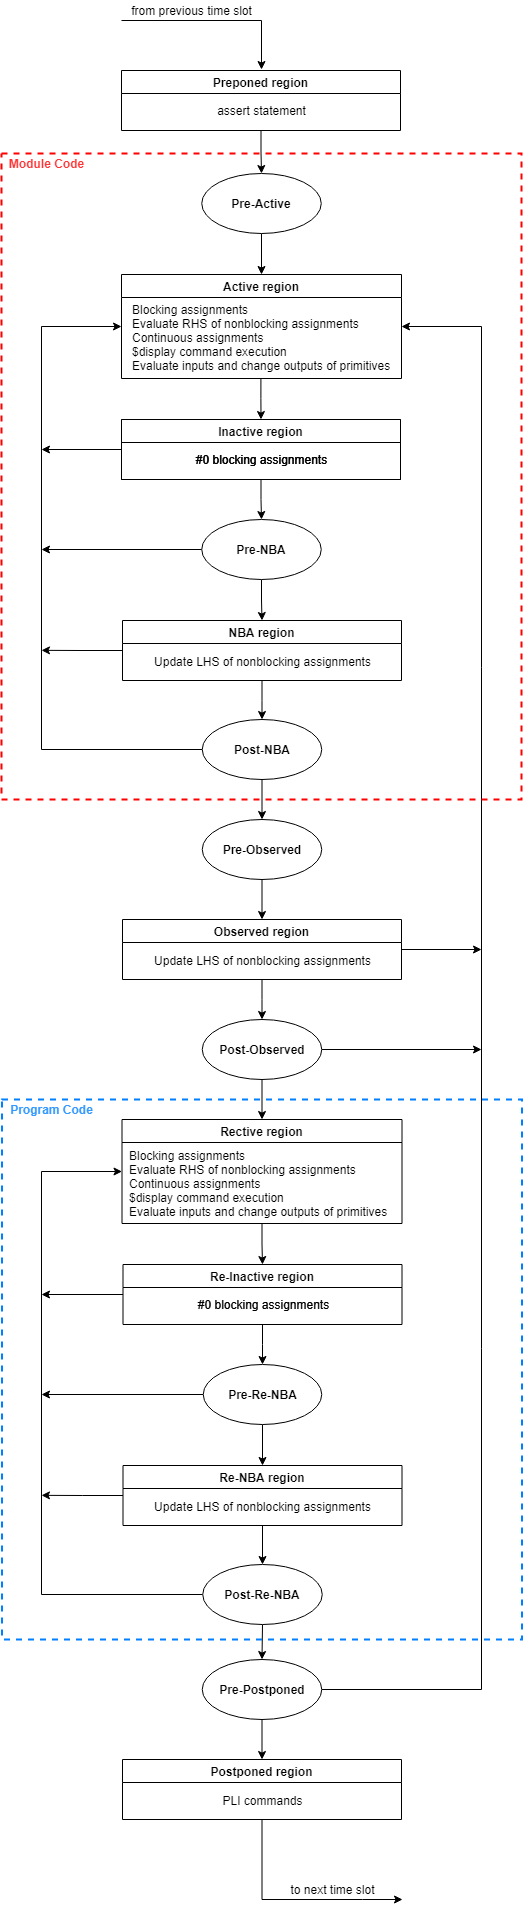 from previous time slot
Preponed region
assert statement
Module Code
Pre-Active
Active region
Blocking assignments
Evaluate RHS of nonblocking assignments
Continuous assignments
$display command execution
Evaluate inputs and change outputs of primitives
Inactive region
#0 blocking assignments
Pre-NBA
NBA region
Update LHS of nonblocking assignments
Post-NBA
Pre-Observed
Observed region
Update LHS of nonblocking assignments
Post-Observed
Program Code
Rective region
Blocking assignments
Evaluate RHS of nonblocking assignments
Continuous assignments
$display command execution
Evaluate inputs and change outputs of primitives
Re-Inactive region
#0 blocking assignments
Pre-Re-NBA
Re-NBA region
Update LHS of nonblocking assignments
Post-Re-NBA
Pre-Postponed
Postponed region
PLI commands
to next time slot